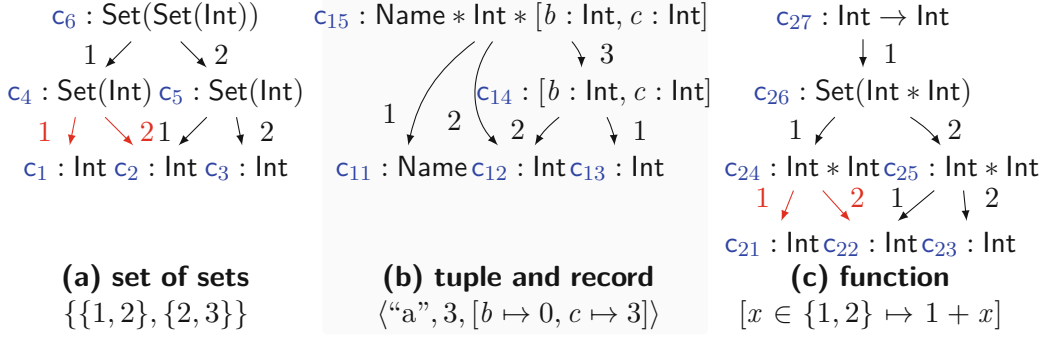 c₆ : Set(Set(Int))
1 2
c₄ : Set(Int) c₅ : Set(Int)
1 2 1 2
c₁ : Int c₂ : Int c₃ : Int
(a) set of sets
{{1, 2}, {2, 3}}
c₁₅ : Name ∗ Int ∗ [b : Int, c : Int]
3
c₁₄ : [b : Int, c : Int]
1 2 2 1
c₁₁ : Name c₁₂ : Int c₁₃ : Int
(b) tuple and record
⟨“a”, 3, [b ↦ 0, c ↦ 3]⟩
c₂₇ : Int → Int
1
c₂₆ : Set(Int ∗ Int)
1 2
c₂₄ : Int ∗ Int c₂₅ : Int ∗ Int
1 2 1 2
c₂₁ : Int c₂₂ : Int c₂₃ : Int
(c) function
[x ∈ {1, 2} ↦ 1 + x]